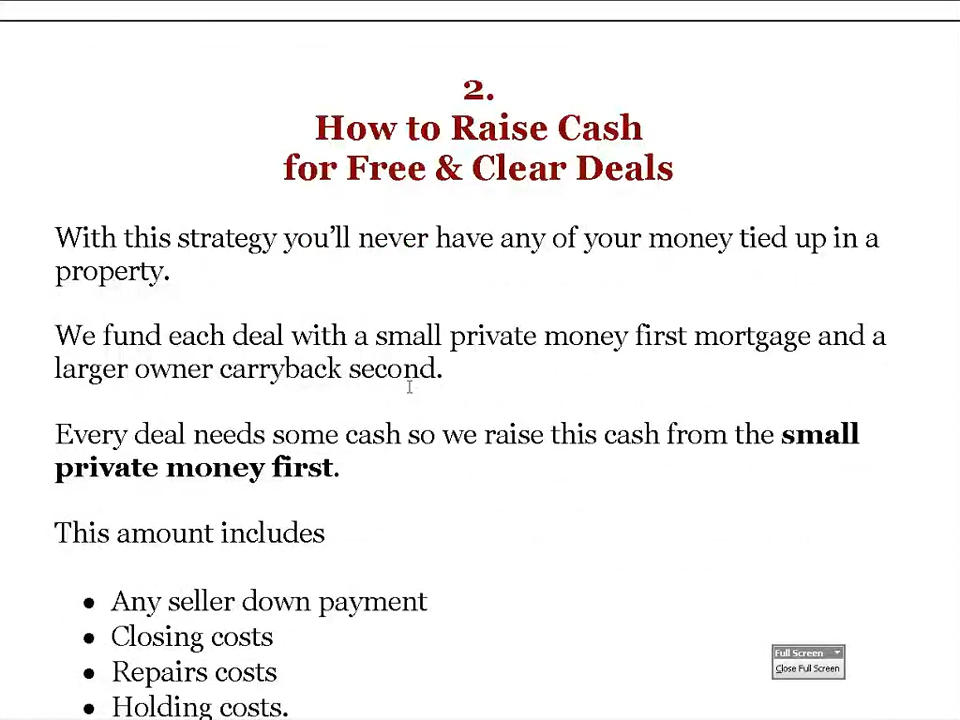 2.
How to Raise Cash
for Free & Clear Deals
With this strategy you'll never have any of your money tied up in a
property.
We fund each deal with a small private money first mortgage and a
larger owner carryback second.
Every deal needs some cash so we raise this cash from the small
private money first.
This amount includes
• Any seller down payment
• Closing costs
• Repairs costs
• Holding costs.
Full Screen
Close Full Screen